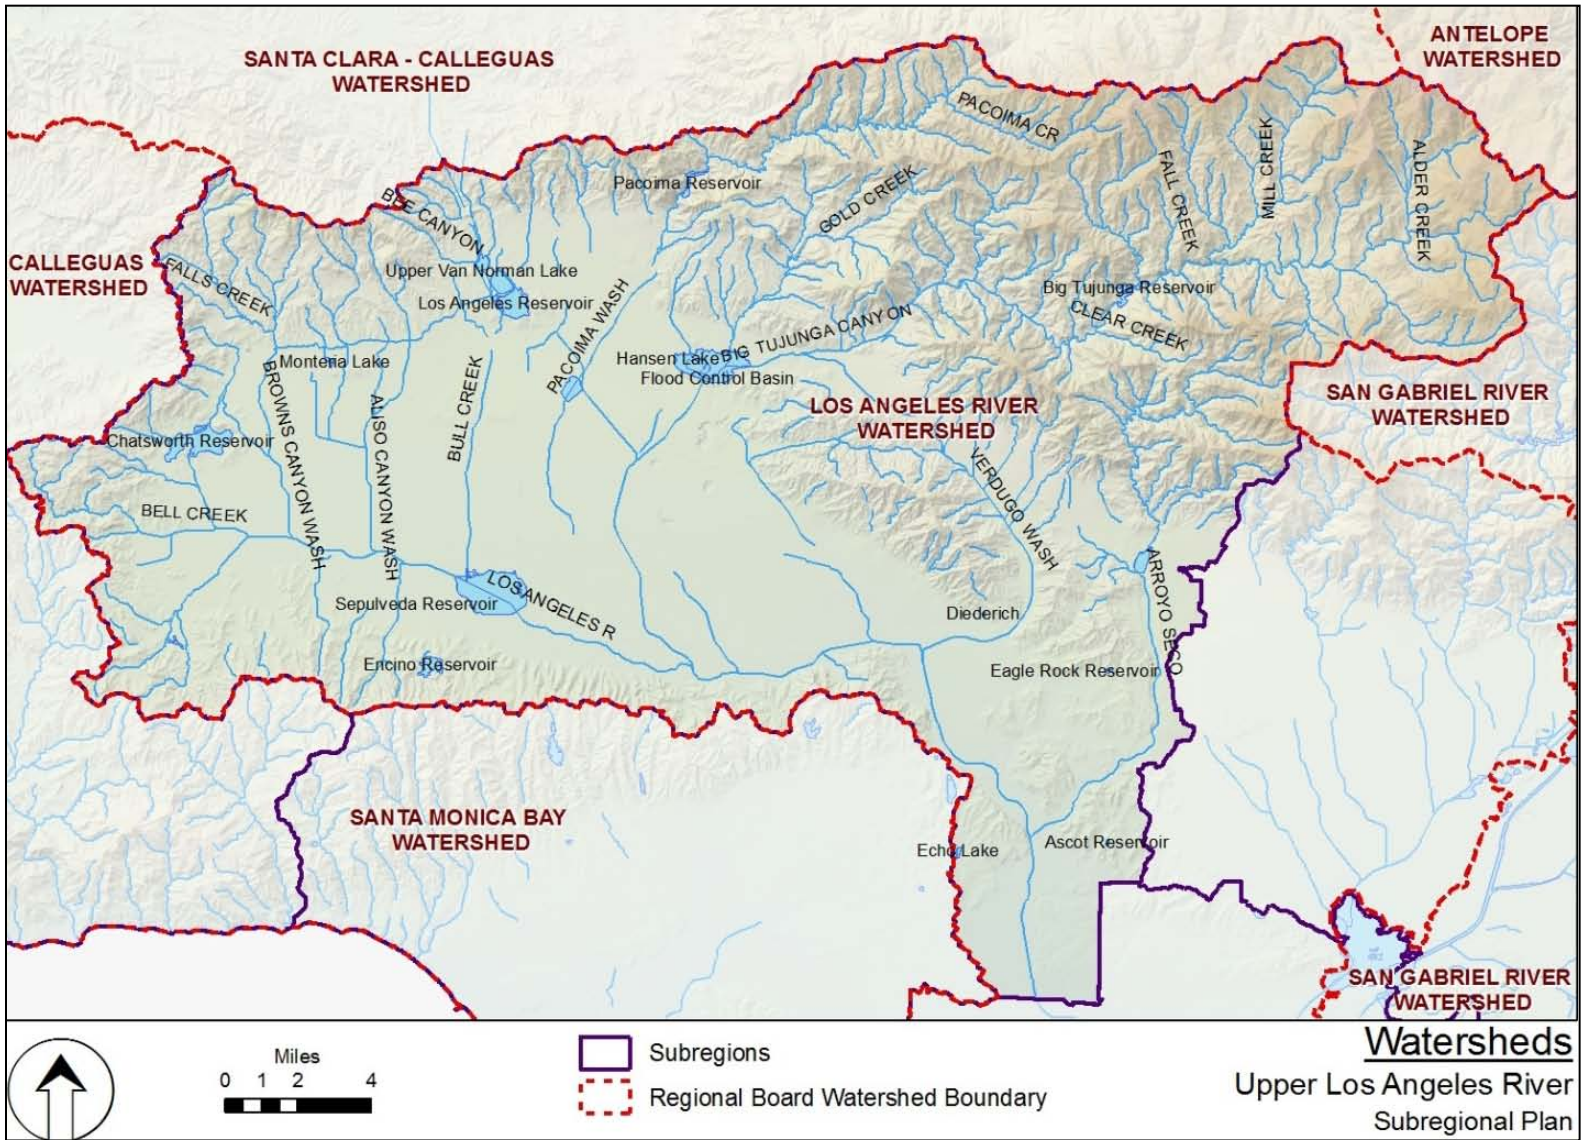 SANTA CLARA - CALLEGUAS
WATERSHED
ANTELOPE
WATERSHED
PACOIMA CR
MILL CREEK
FALL CREEK
ALDER CREEK
Pacoima Reservoir
GOLD CREEK
BEE CANYON
CALLEGUAS
WATERSHED
FALLS CREEK
Upper Van Norman Lake
Los Angeles Reservoir
PACOIMA WASH
Big Tujunga Reservoir
CLEAR CREEK
BIG TUJUNGA CANYON
Hansen Lake
Flood Control Basin
Monteria Lake
BROWNS CANYON WASH
ALISO CANYON WASH
BULL CREEK
LOS ANGELES RIVER
WATERSHED
SAN GABRIEL RIVER
WATERSHED
Chatsworth Reservoir
VERDUGO WASH
BELL CREEK
ARROYO SECO
LOS ANGELES R
Sepulveda Reservoir
Diederich
Encino Reservoir
Eagle Rock Reservoir
SANTA MONICA BAY
WATERSHED
Echo Lake
Ascot Reservoir
SAN GABRIEL RIVER
WATERSHED
Miles
0 1 2 4
Subregions
Regional Board Watershed Boundary
Watersheds
Upper Los Angeles River
Subregional Plan